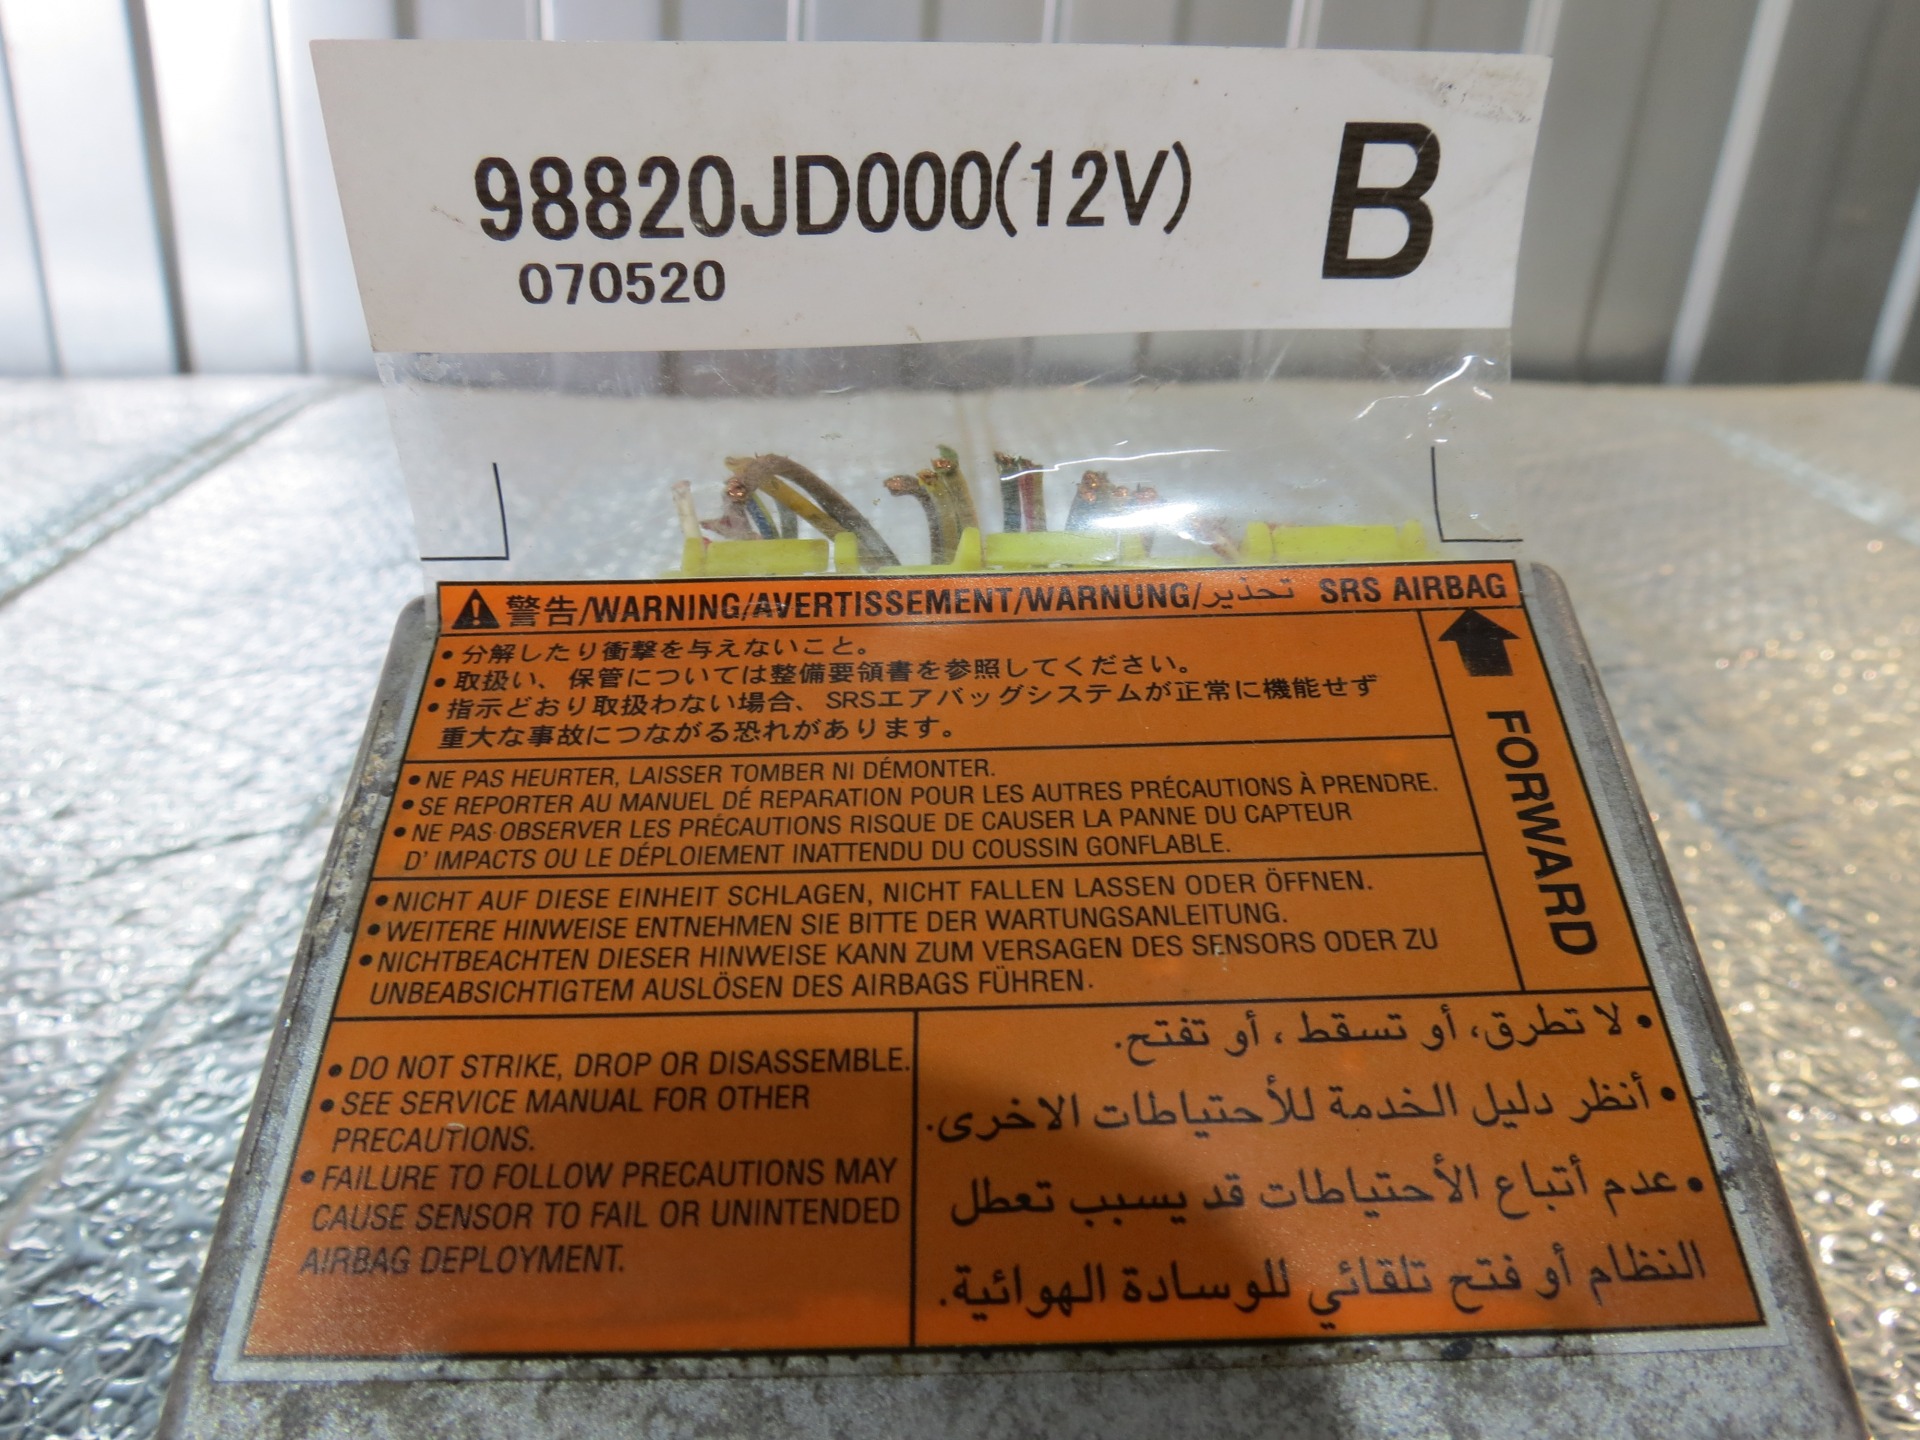 98820JD000(12V)
B
070520
警告/WARNING/AVERTISSEMENT/WARNUNG/تحذير SRS AIRBAG
• 分解したり衝撃を与えないこと。
• 取扱い、保管については整備要領書を参照してください。
• 指示どおり取扱わない場合、SRSエアバッグシステムが正常に機能せず
重大な事故につながる恐れがあります。
FORWARD
• NE PAS HEURTER, LAISSER TOMBER NI DÉMONTER.
• SE REPORTER AU MANUEL DÉ REPARATION POUR LES AUTRES PRÉCAUTIONS À PRENDRE.
• NE PAS OBSERVER LES PRÉCAUTIONS RISQUE DE CAUSER LA PANNE DU CAPTEUR
D' IMPACTS OU LE DÉPLOIEMENT INATTENDU DU COUSSIN GONFLABLE.
• NICHT AUF DIESE EINHEIT SCHLAGEN, NICHT FALLEN LASSEN ODER ÖFFNEN.
• WEITERE HINWEISE ENTNEHMEN SIE BITTE DER WARTUNGSANLEITUNG.
• NICHTBEACHTEN DIESER HINWEISE KANN ZUM VERSAGEN DES SENSORS ODER ZU
UNBEABSICHTIGTEM AUSLÖSEN DES AIRBAGS FÜHREN.
• DO NOT STRIKE, DROP OR DISASSEMBLE.
• SEE SERVICE MANUAL FOR OTHER
PRECAUTIONS.
• FAILURE TO FOLLOW PRECAUTIONS MAY
CAUSE SENSOR TO FAIL OR UNINTENDED
AIRBAG DEPLOYMENT.
• لا تطرق، أو تسقط ، أو تفتح.
• أنظر دليل الخدمة للأحتياطات الاخرى.
• عدم أتباع الأحتياطات قد يسبب تعطل
النظام أو فتح تلقائي للوسادة الهوائية.